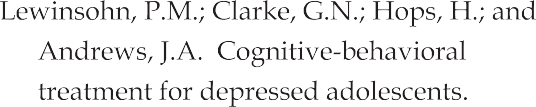 Lewinsohn, P.M.; Clarke, G.N.; Hops, H.; and
Andrews, J.A. Cognitive-behavioral
treatment for depressed adolescents.